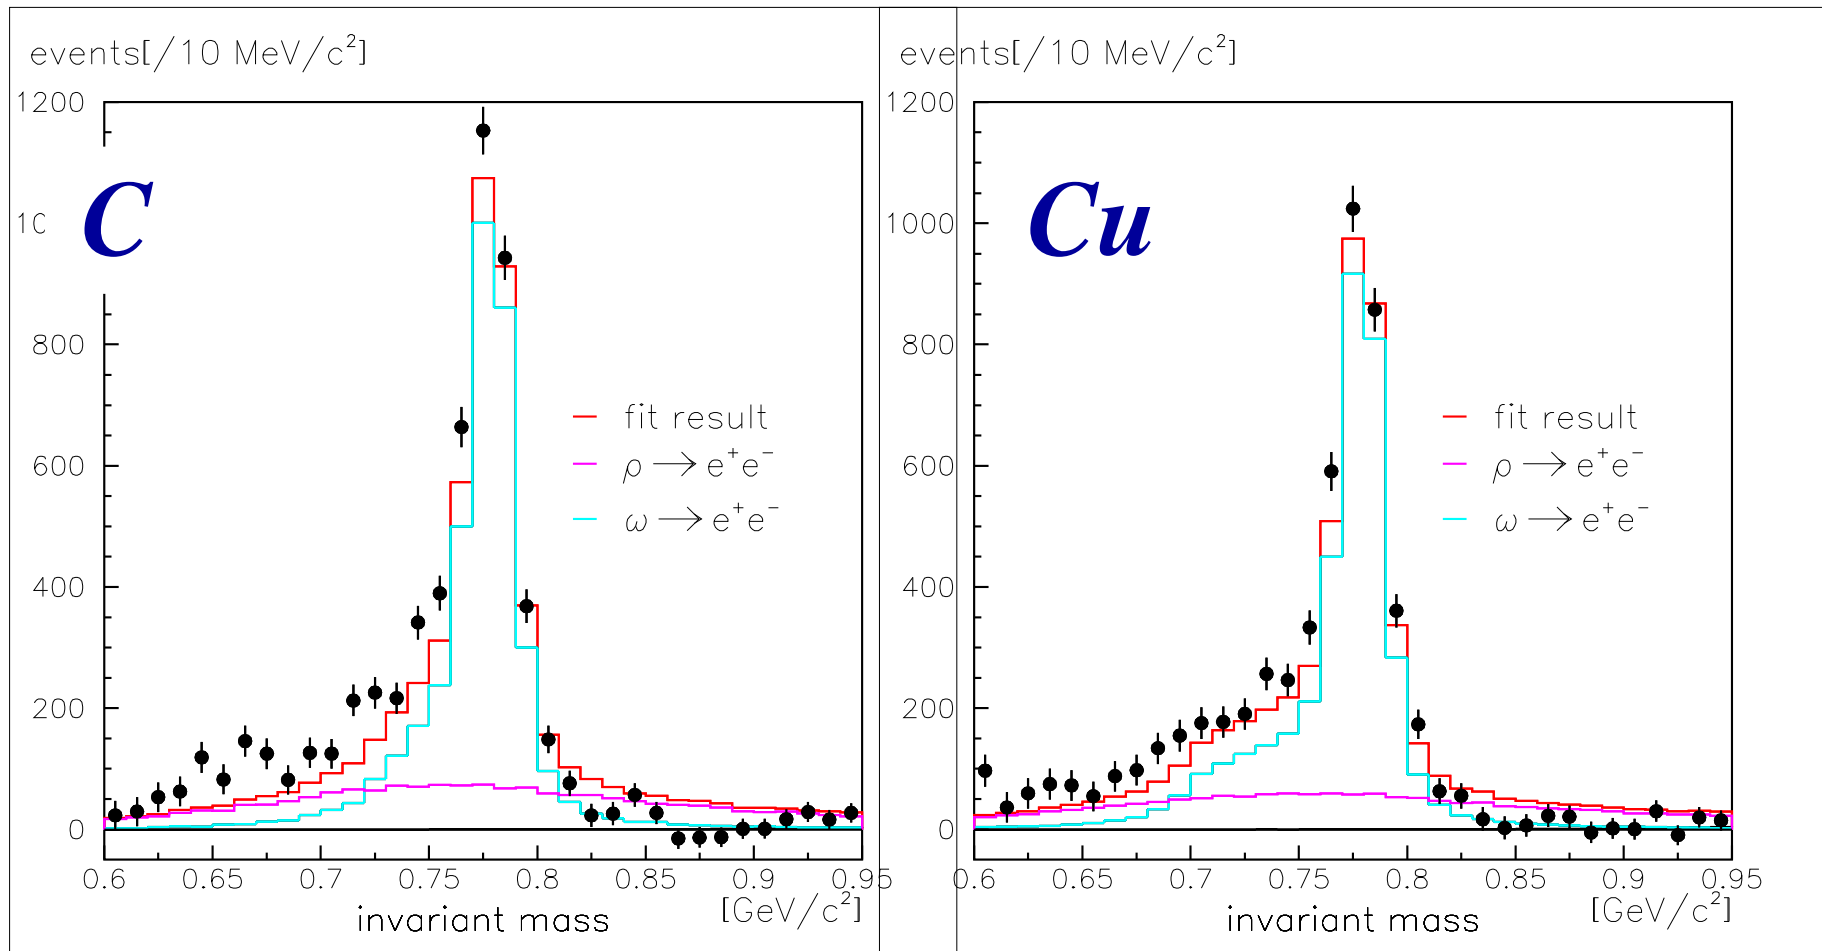 events[/10 MeV/c²]
1200
1C
800
600
400
200
0
C
fit result
ρ → e⁺e⁻
ω → e⁺e⁻
0.6 0.65 0.7 0.75 0.8 0.85 0.9 0.95
invariant mass [GeV/c²]
events[/10 MeV/c²]
1200
1000
800
600
400
200
0
Cu
fit result
ρ → e⁺e⁻
ω → e⁺e⁻
0.6 0.65 0.7 0.75 0.8 0.85 0.9 0.95
invariant mass [GeV/c²]